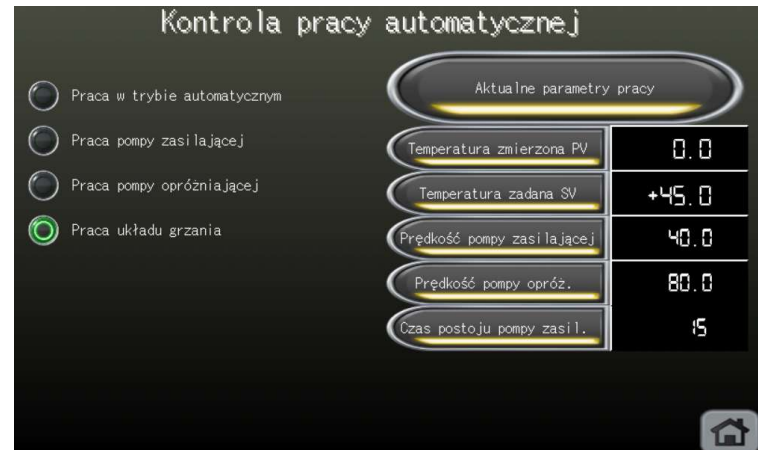 Kontrola pracy automatycznej
Praca w trybie automatycznym
Praca pompy zasilającej
Praca pompy opróżniającej
Praca układu grzania
Aktualne parametry pracy
Temperatura zmierzona PV 0.0
Temperatura zadana SV +45.0
Prędkość pompy zasilającej 40.0
Prędkość pompy opróż. 80.0
Czas postoju pompy zasil. 15